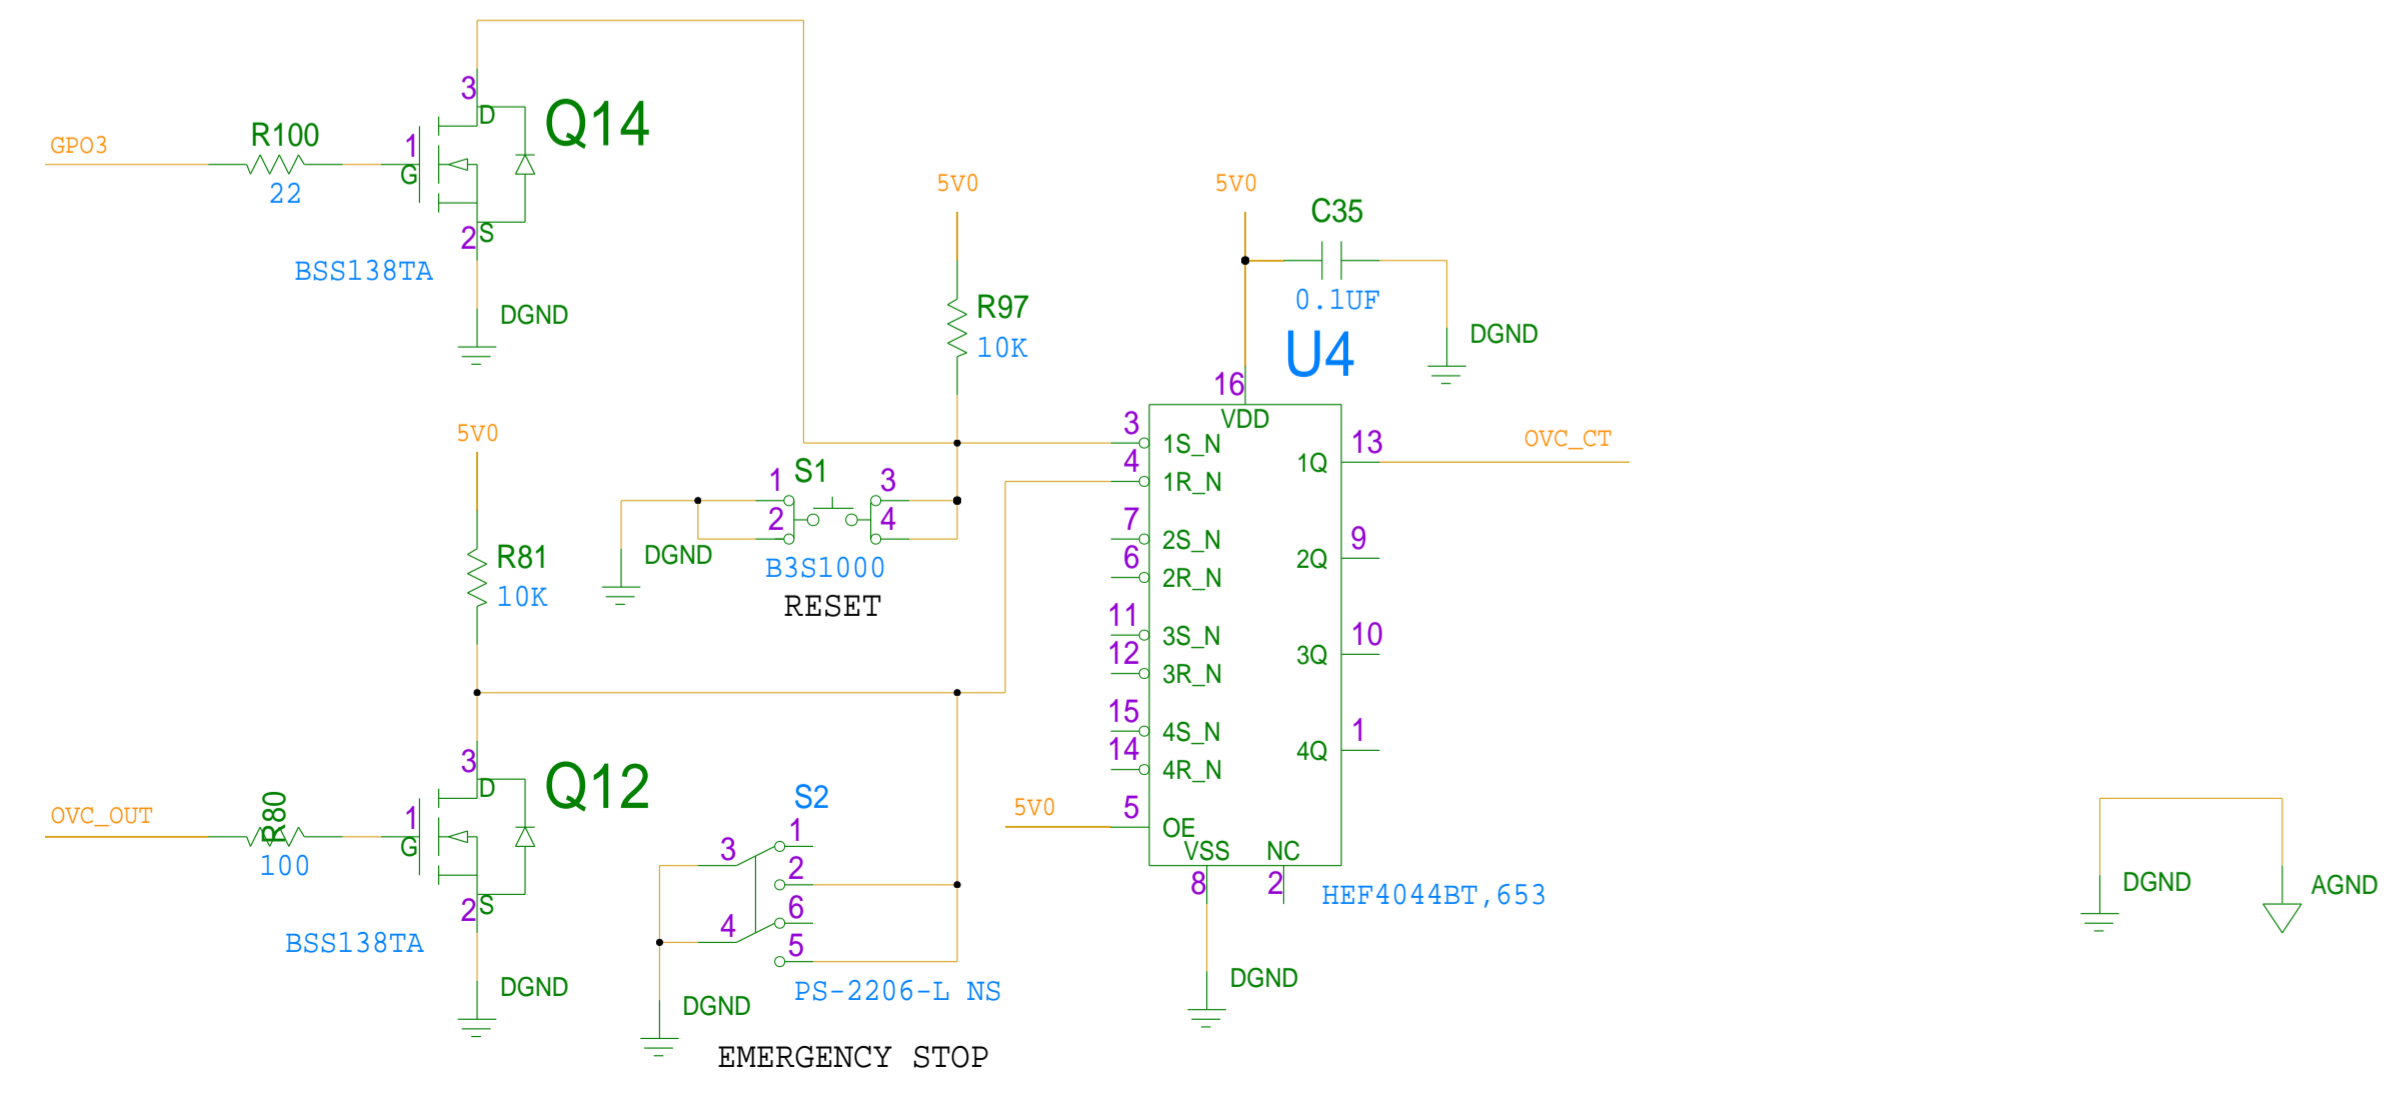 3
D
Q14
GPO3
R100
1
G
22
2
S
BSS138TA
DGND
5V0
R97
10K
5V0
C35
0.1UF
DGND
U4
16
VDD
3
1S_N
4
1R_N
7
2S_N
6
2R_N
11
3S_N
12
3R_N
15
4S_N
14
4R_N
5V0
5
OE
VSS
NC
8
2
HEF4044BT,653
DGND
1Q
13
OVC_CT
2Q
9
3Q
10
4Q
1
5V0
R81
10K
S1
1
3
2
4
DGND
B3S1000
RESET
3
D
Q12
OVC_OUT
R80
1
G
100
2
S
BSS138TA
DGND
S2
1
3
2
6
4
5
PS-2206-L NS
DGND
EMERGENCY STOP
DGND
AGND